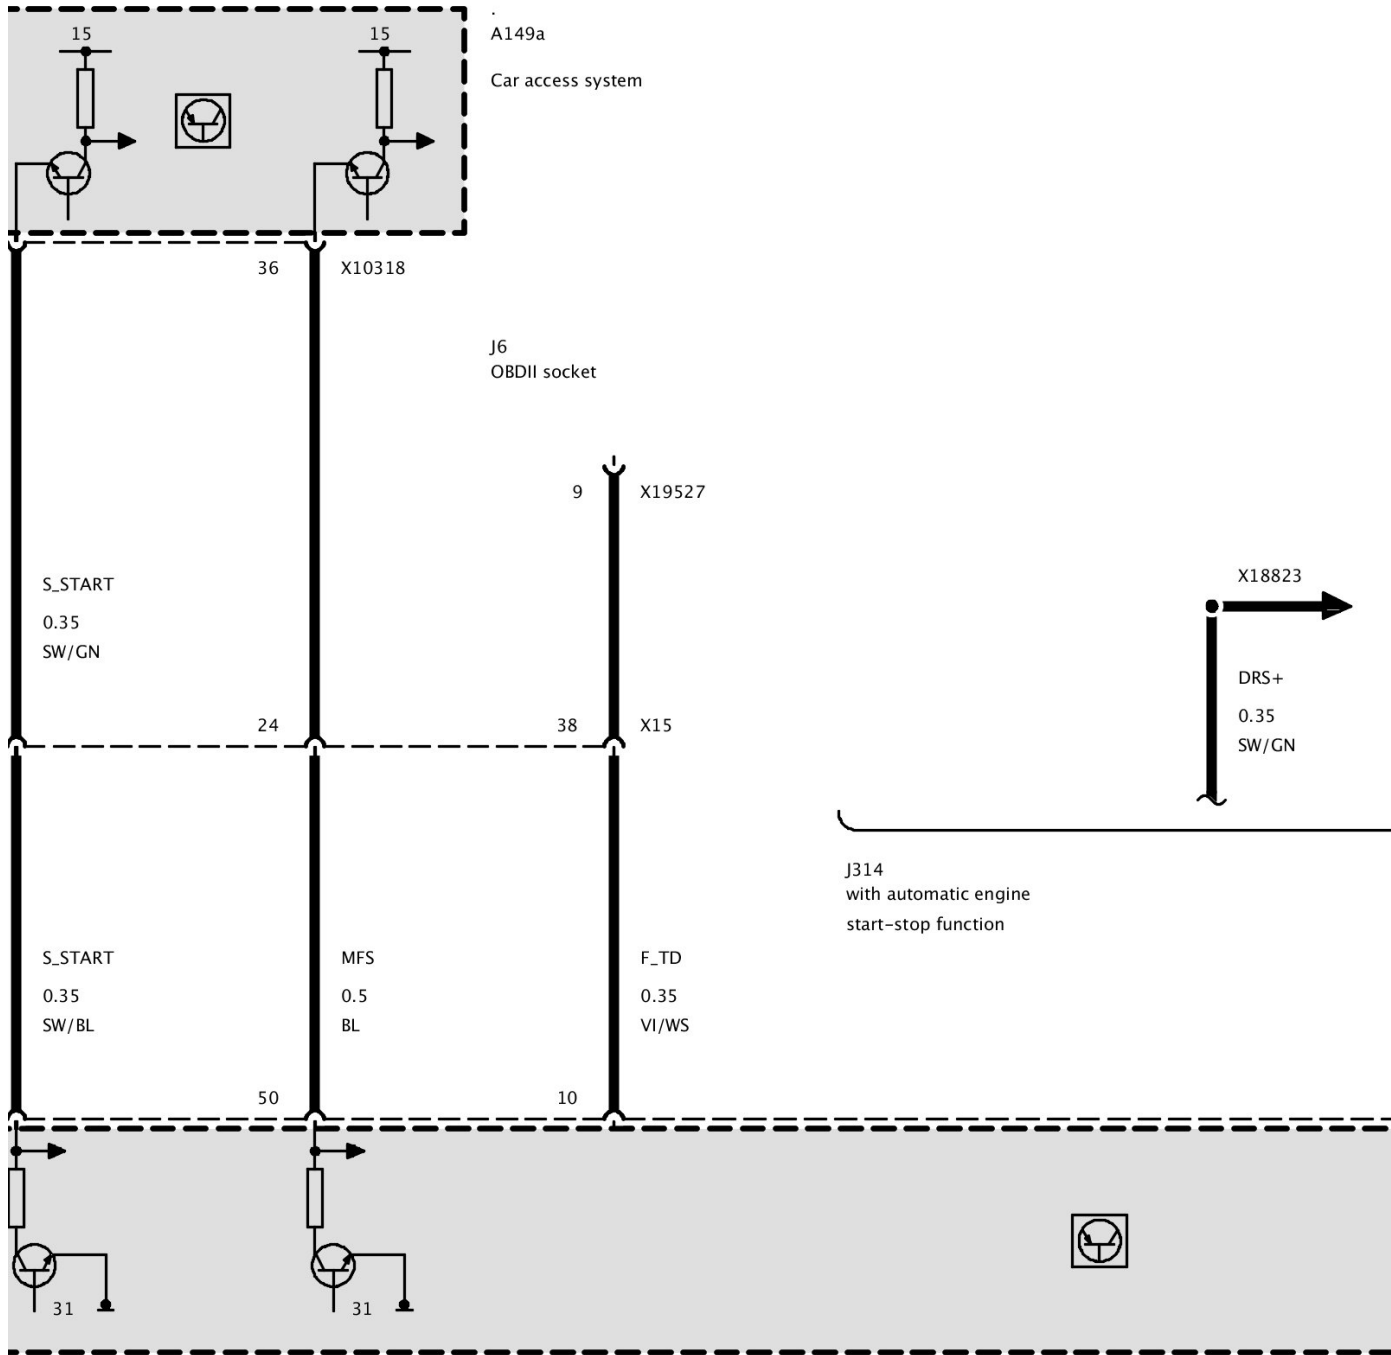 .
15
15
A149a
Car access system
36
X10318
J6
OBDII socket
9
X19527
X18823
S_START
0.35
SW/GN
DRS+
0.35
SW/GN
24
38
X15
J314
with automatic engine
start-stop function
S_START
0.35
SW/BL
MFS
0.5
BL
F_TD
0.35
VI/WS
50
10
31
31